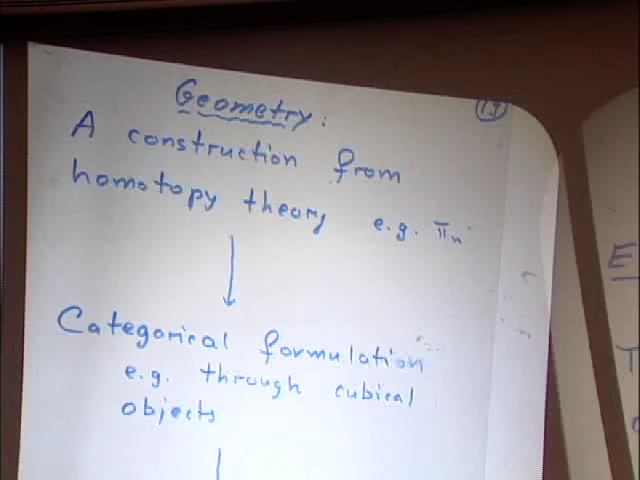 Geometry:
A construction from
homotopy theory e.g. πn
Categorical formulation
e.g. through cubical
objects
E
T